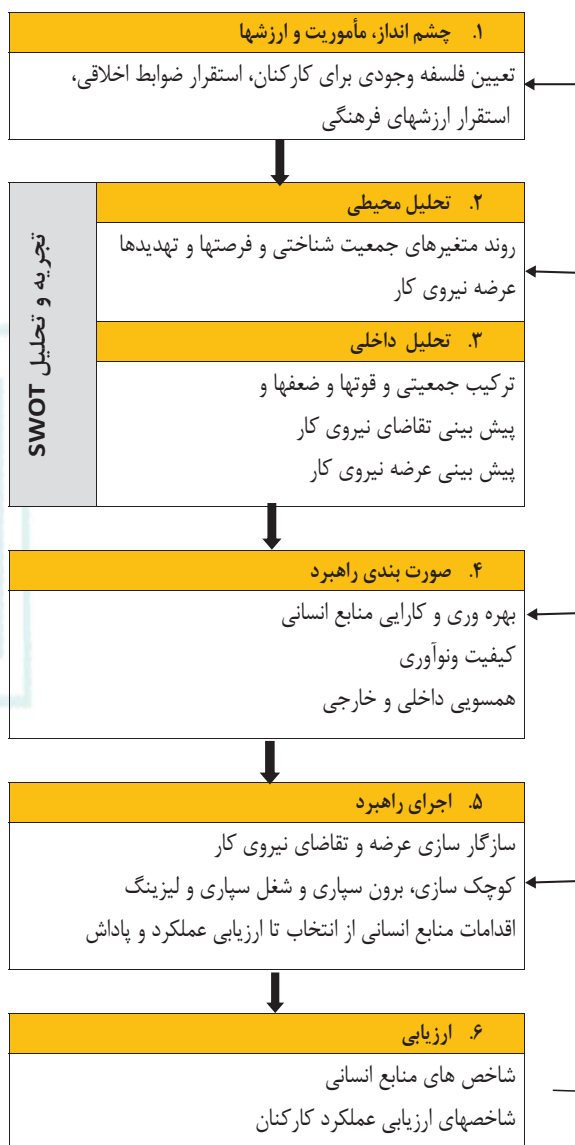 ۱. چشم انداز، مأموریت و ارزشها
تعیین فلسفه وجودی برای کارکنان، استقرار ضوابط اخلاقی،
استقرار ارزشهای فرهنگی
تجریه و تحلیل SWOT
۲. تحلیل محیطی
روند متغیرهای جمعیت شناختی و فرصتها و تهدیدها
عرضه نیروی کار
۳. تحلیل داخلی
ترکیب جمعیتی و قوتها و ضعفها و
پیش بینی تقاضای نیروی کار
پیش بینی عرضه نیروی کار
۴. صورت بندی راهبرد
بهره وری و کارایی منابع انسانی
کیفیت ونوآوری
همسویی داخلی و خارجی
۵. اجرای راهبرد
سازگار سازی عرضه و تقاضای نیروی کار
کوچک سازی، برون سپاری و شغل سپاری و لیزینگ
اقدامات منابع انسانی از انتخاب تا ارزیابی عملکرد و پاداش
۶. ارزیابی
شاخص های منابع انسانی
شاخصهای ارزیابی عملکرد کارکنان